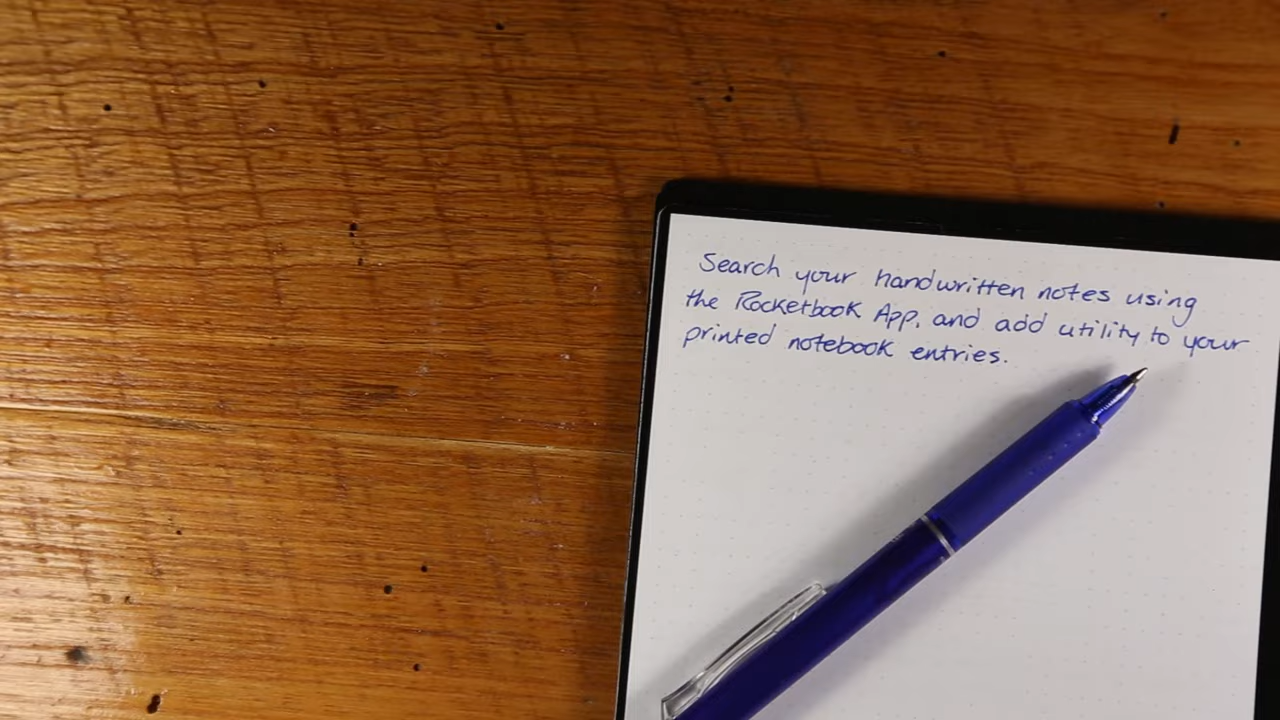 Search your handwritten notes using
the Rocketbook App, and add utility to your
printed notebook entries.